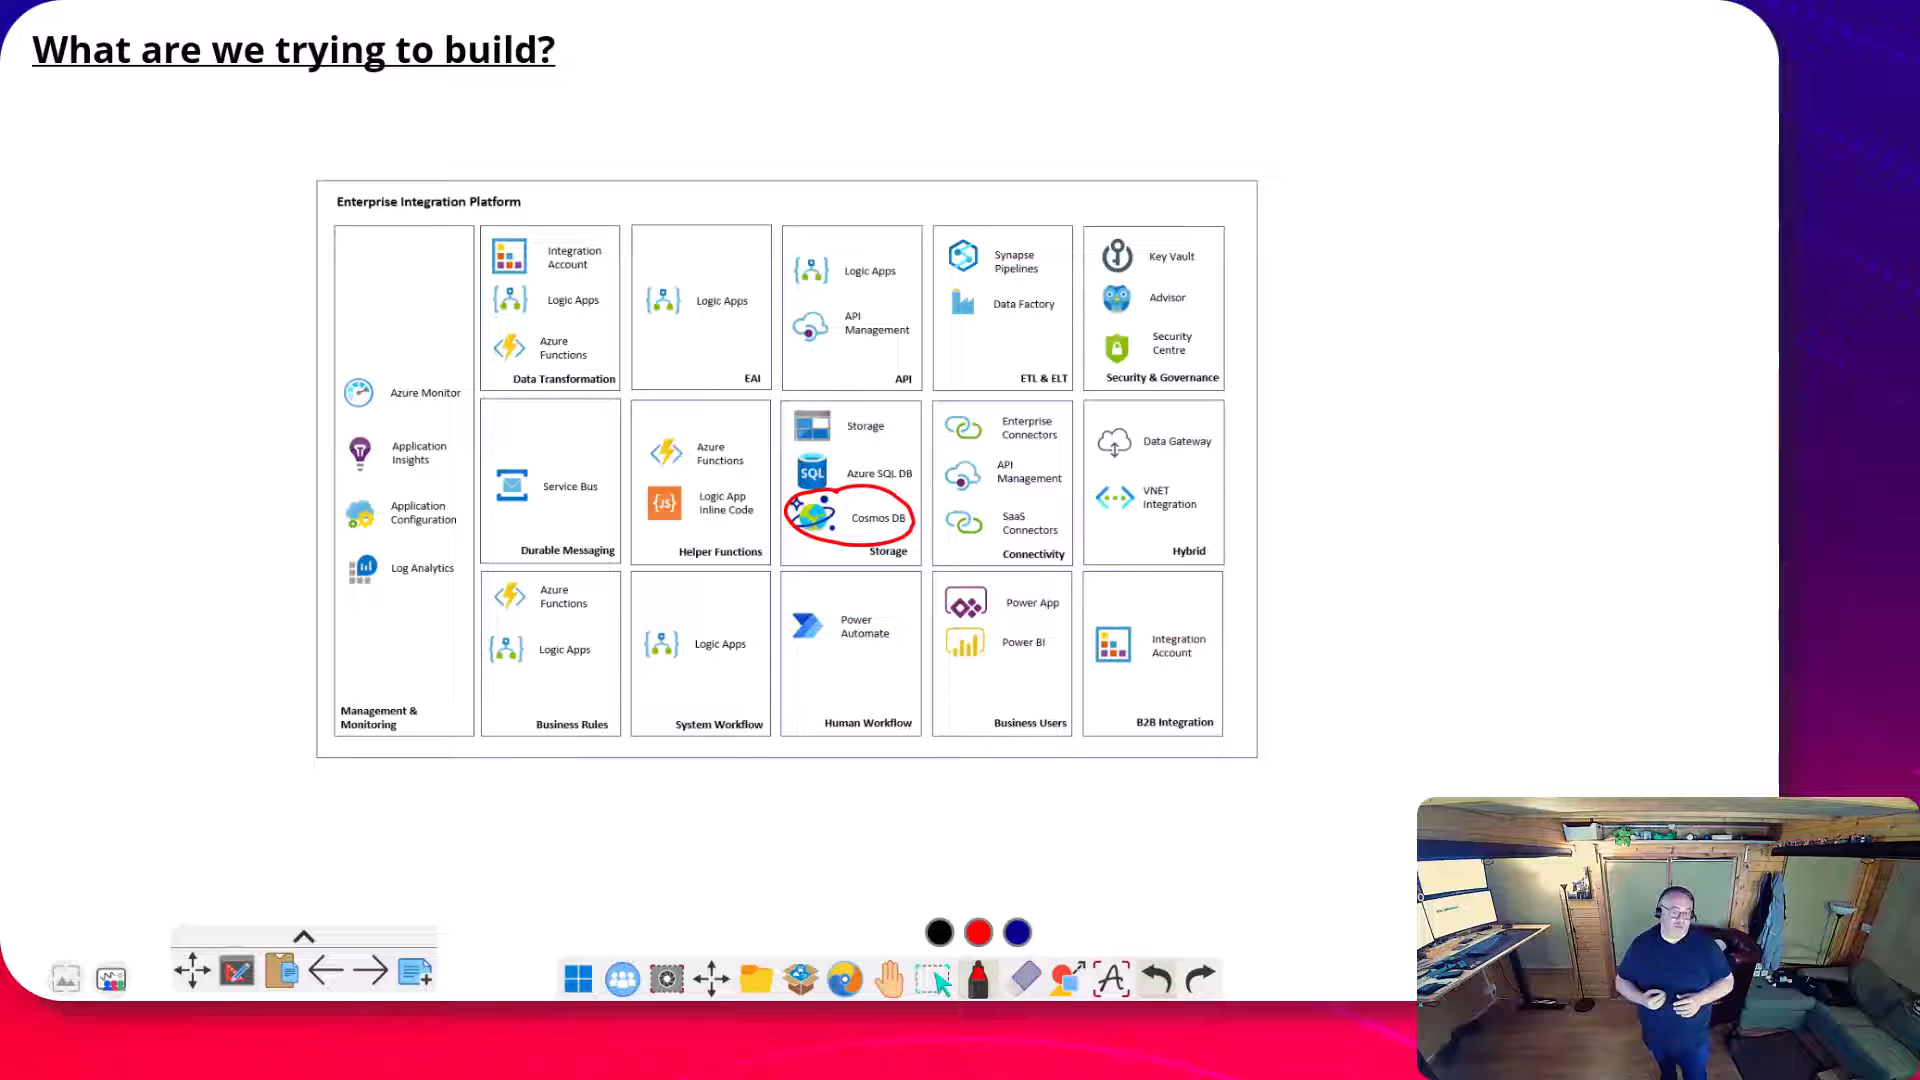 What are we trying to build?
Enterprise Integration Platform
Azure Monitor
Application
Insights
Application
Configuration
Log Analytics
Management &
Monitoring
Integration
Account
Logic Apps
Azure
Functions
Data Transformation
Logic Apps
EAI
Logic Apps
API
Management
API
Synapse
Pipelines
Data Factory
ETL & ELT
Key Vault
Advisor
Security
Centre
Security & Governance
Service Bus
Durable Messaging
Azure
Functions
{JS}
Logic App
Inline Code
Helper Functions
Storage
SQL
Azure SQL DB
Cosmos DB
Storage
Enterprise
Connectors
API
Management
SaaS
Connectors
Connectivity
Data Gateway
VNET
Integration
Hybrid
Azure
Functions
Logic Apps
Business Rules
Logic Apps
System Workflow
Power
Automate
Human Workflow
Power App
Power BI
Business Users
Integration
Account
B2B Integration
A